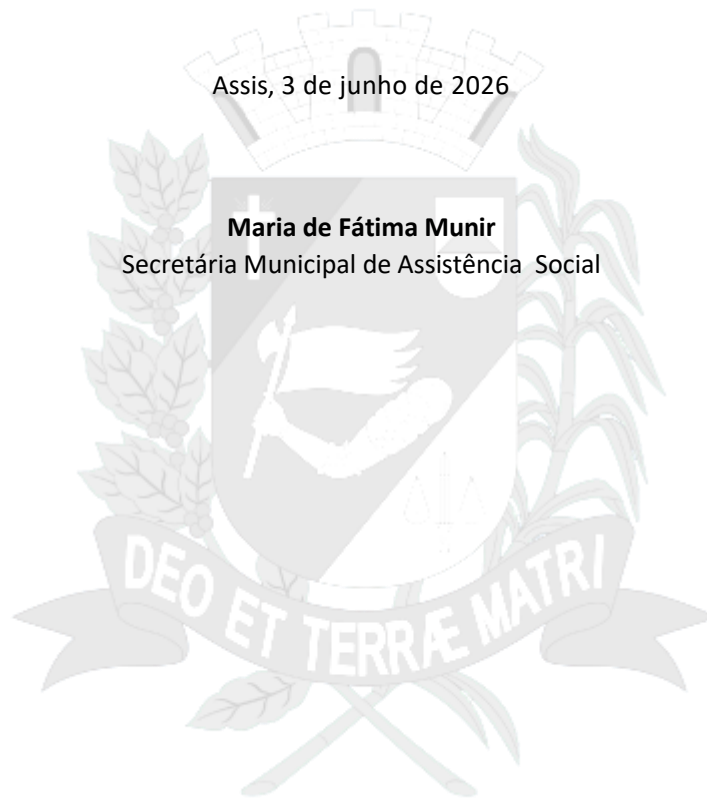 Assis, 3 de junho de 2026
Maria de Fátima Munir
Secretária Municipal de Assistência  Social
DEO ET TERRÆ MATRI